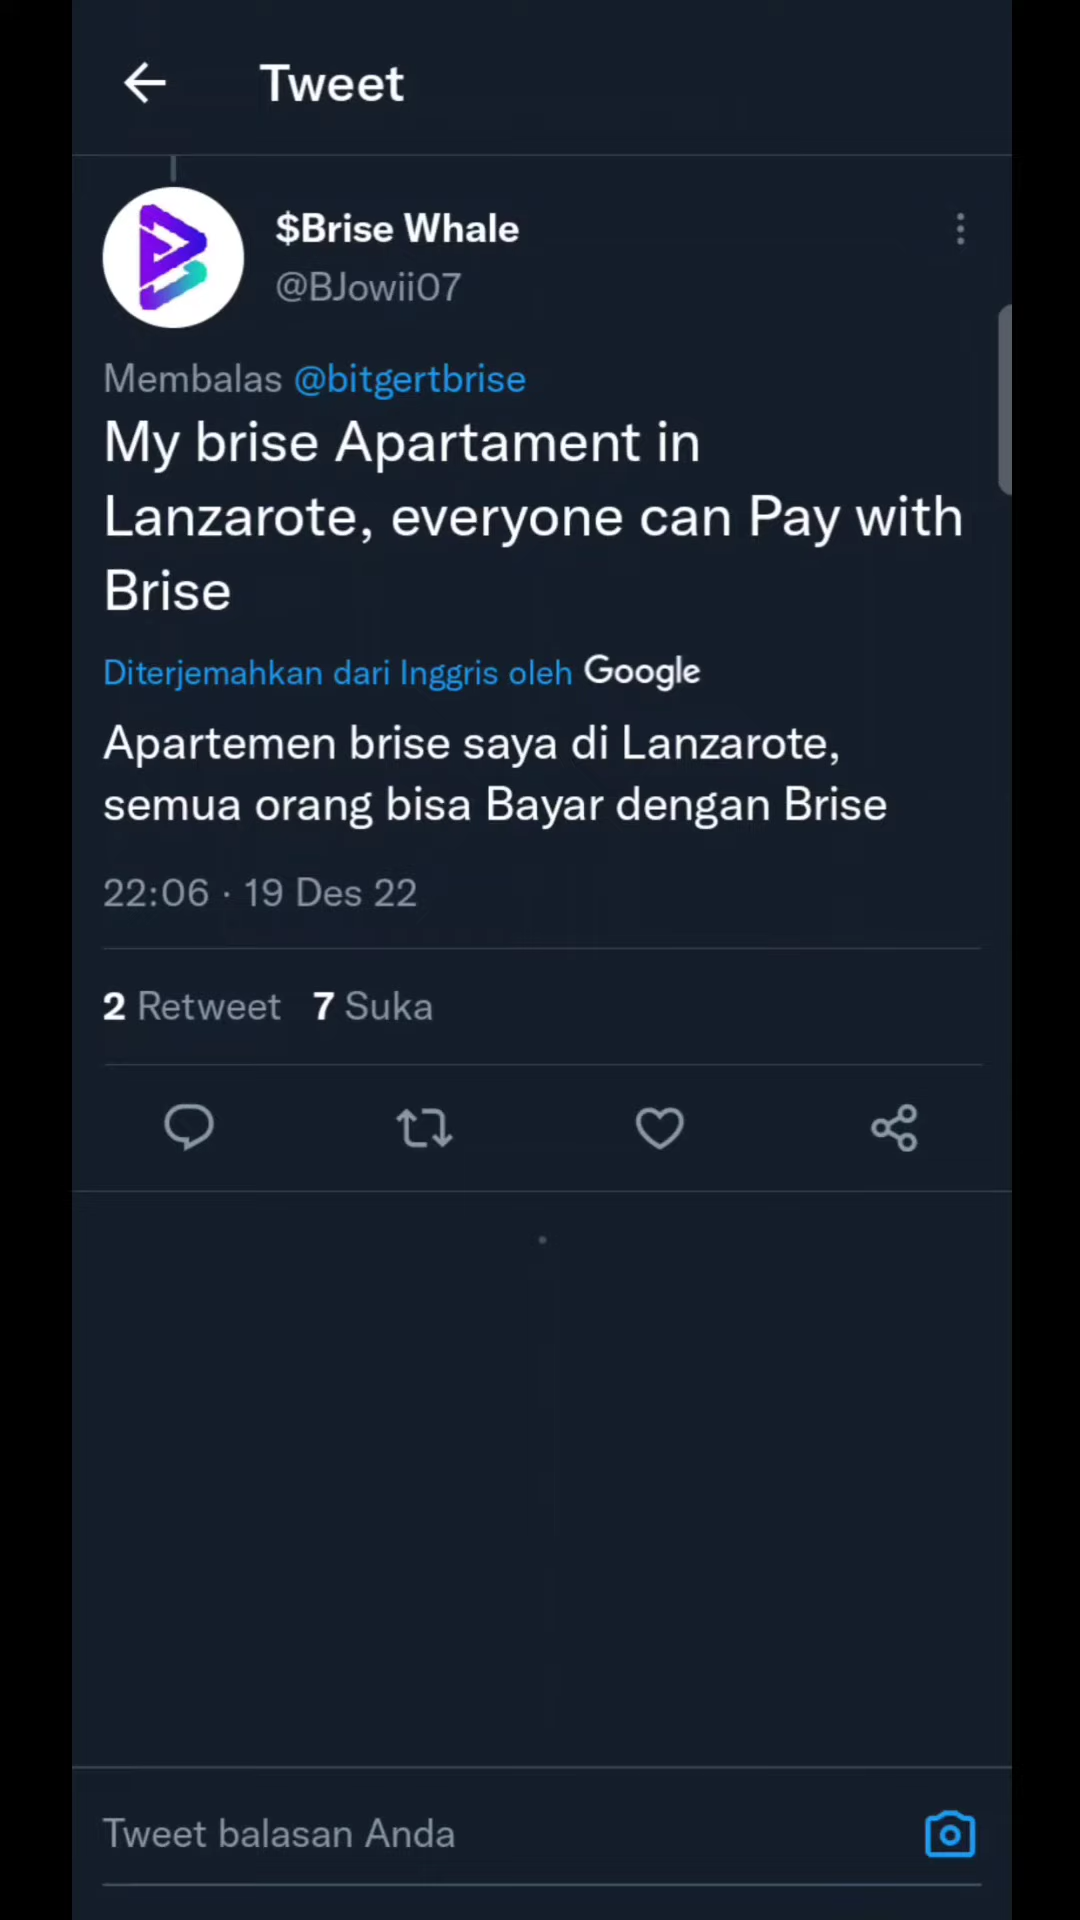 Tweet
$Brise Whale
@BJowii07
Membalas @bitgertbrise
My brise Apartament in
Lanzarote, everyone can Pay with
Brise
Diterjemahkan dari Inggris oleh Google
Apartemen brise saya di Lanzarote,
semua orang bisa Bayar dengan Brise
22:06 · 19 Des 22
2 Retweet 7 Suka
Tweet balasan Anda